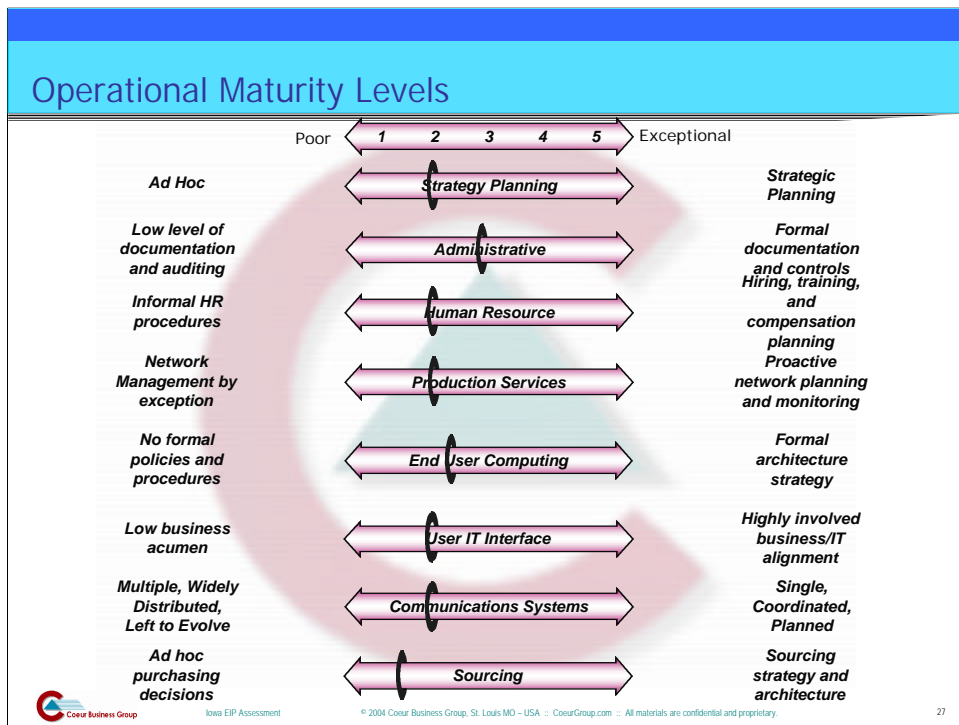 Operational Maturity Levels
Poor
1 2 3 4 5
Exceptional
Ad Hoc
Strategy Planning
Strategic
Planning
Low level of
documentation
and auditing
Administrative
Formal
documentation
and controls
Informal HR
procedures
Human Resource
Hiring, training,
and
compensation
planning
Network
Management by
exception
Production Services
Proactive
network planning
and monitoring
No formal
policies and
procedures
End User Computing
Formal
architecture
strategy
Low business
acumen
User IT Interface
Highly involved
business/IT
alignment
Multiple, Widely
Distributed,
Left to Evolve
Communications Systems
Single,
Coordinated,
Planned
Ad hoc
purchasing
decisions
Sourcing
Sourcing
strategy and
architecture
Coeur Business Group
Iowa EIP Assessment
© 2004 Coeur Business Group, St. Louis MO – USA :: CoeurGroup.com :: All materials are confidential and proprietary.
27